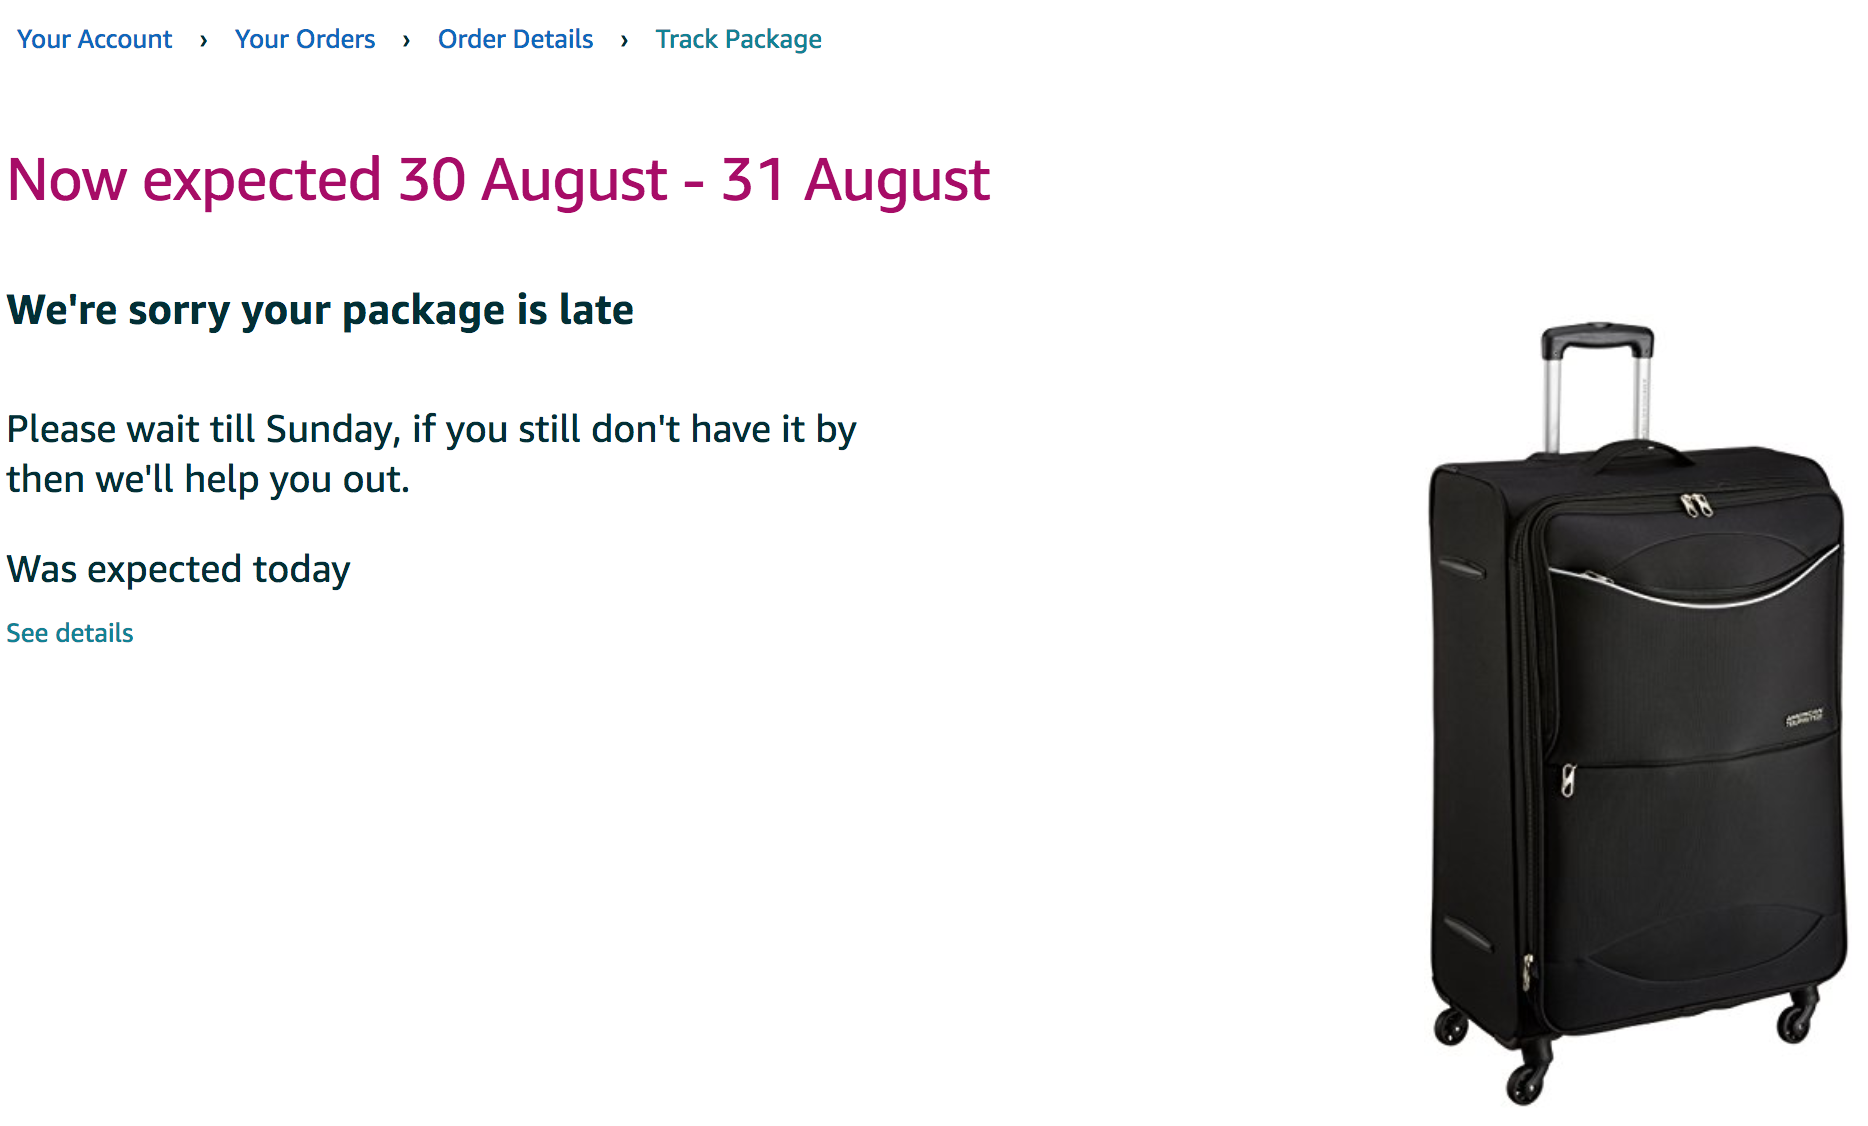 Your Account › Your Orders › Order Details › Track Package
Now expected 30 August - 31 August
We're sorry your package is late
Please wait till Sunday, if you still don't have it by
then we'll help you out.
Was expected today
See details
AMERICAN
TOURISTER